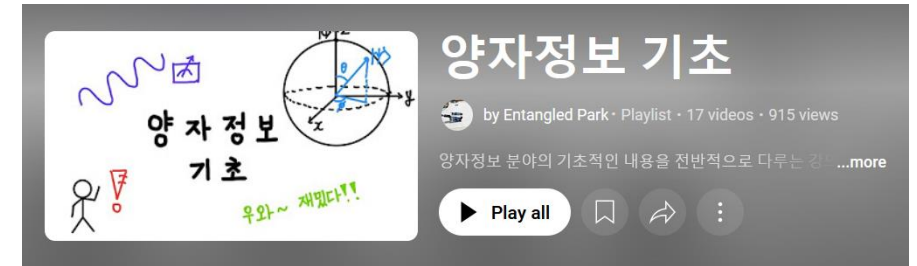 z
|ψ⟩
θ
y
x
양자정보
기초
우와~ 재밌다!!
양자정보 기초
by Entangled Park • Playlist • 17 videos • 915 views
양자정보 분야의 기초적인 내용을 전반적으로 다루는 ...more
Play all